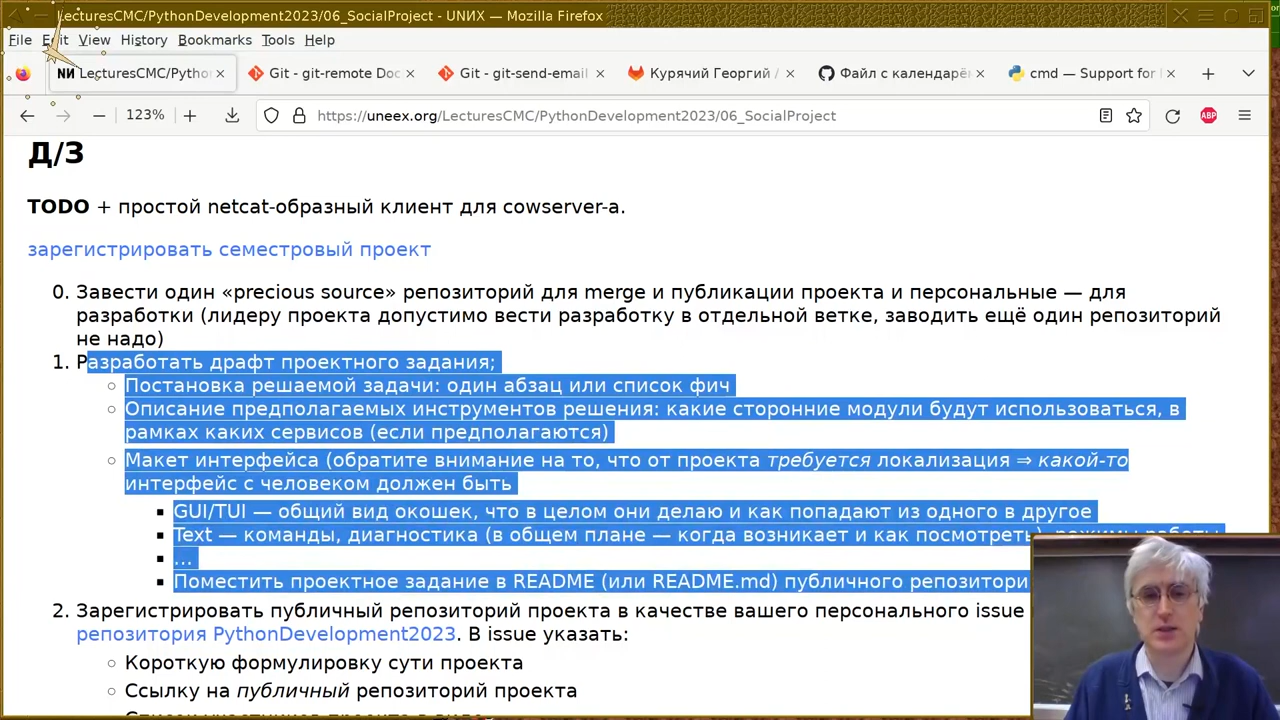 LecturesCMC/PythonDevelopment2023/06_SocialProject - UNИX — Mozilla Firefox
File Edit View History Bookmarks Tools Help
LecturesCMC/Pytho
Git - git-remote Doc
Git - git-send-email
Курячий Георгий /
Файл с календарё
cmd — Support for
123%
https://uneex.org/LecturesCMC/PythonDevelopment2023/06_SocialProject
ABP
Д/З
TODO + простой netcat-образный клиент для cowserver-а.
зарегистрировать семестровый проект
0. Завести один «precious source» репозиторий для merge и публикации проекта и персональные — для
разработки (лидеру проекта допустимо вести разработку в отдельной ветке, заводить ещё один репозиторий
не надо)
1. Разработать драфт проектного задания;
Постановка решаемой задачи: один абзац или список фич
Описание предполагаемых инструментов решения: какие сторонние модули будут использоваться, в
рамках каких сервисов (если предполагаются)
Макет интерфейса (обратите внимание на то, что от проекта требуется локализация ⇒ какой-то
интерфейс с человеком должен быть
GUI/TUI — общий вид окошек, что в целом они делаю и как попадают из одного в другое
Text — команды, диагностика (в общем плане — когда возникает и как посмотреть), режимы работы
...
Поместить проектное задание в README (или README.md) публичного репозитори
2. Зарегистрировать публичный репозиторий проекта в качестве вашего персонального issue
репозитория PythonDevelopment2023. В issue указать:
Короткую формулировку сути проекта
Ссылку на публичный репозиторий проекта
Список участников проекта в виде